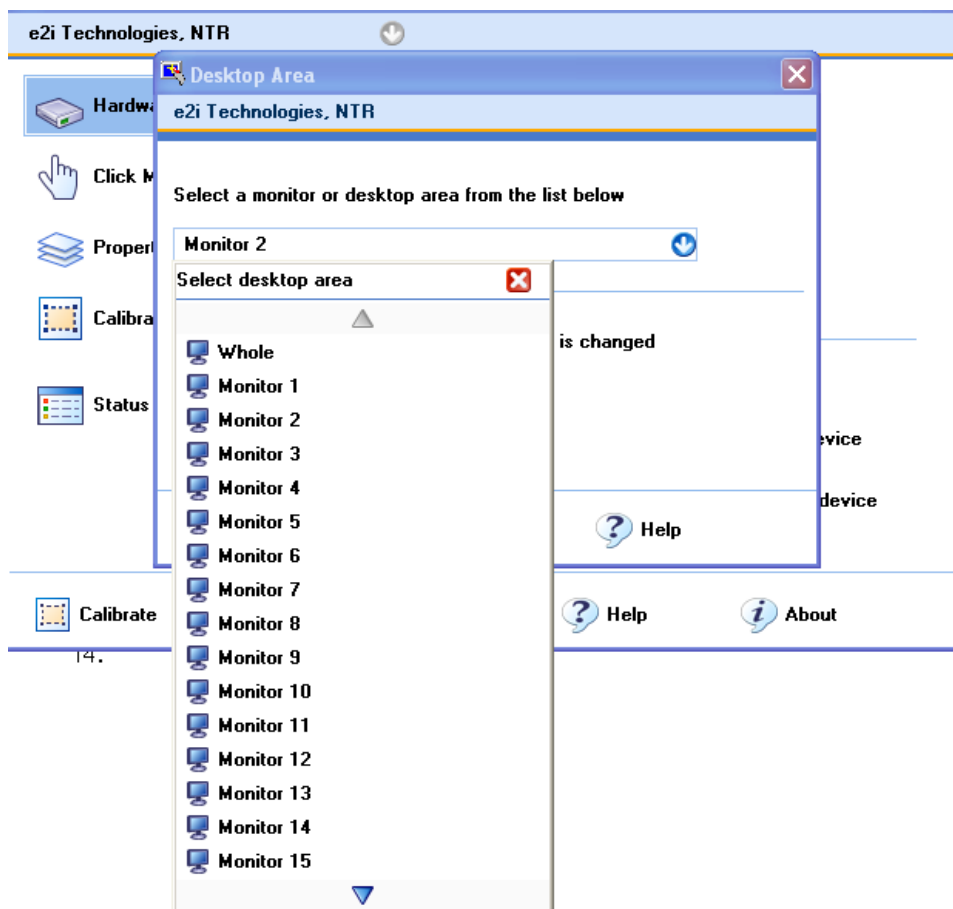 e2i Technologies, NTR
Desktop Area
e2i Technologies, NTR
Select a monitor or desktop area from the list below
Monitor 2
Select desktop area
Whole
Monitor 1
Monitor 2
Monitor 3
Monitor 4
Monitor 5
Monitor 6
Monitor 7
Monitor 8
Monitor 9
Monitor 10
Monitor 11
Monitor 12
Monitor 13
Monitor 14
Monitor 15
is changed
Help
Hardwa
Click M
Propert
Calibra
Status
evice
device
Calibrate
Help
About
14.